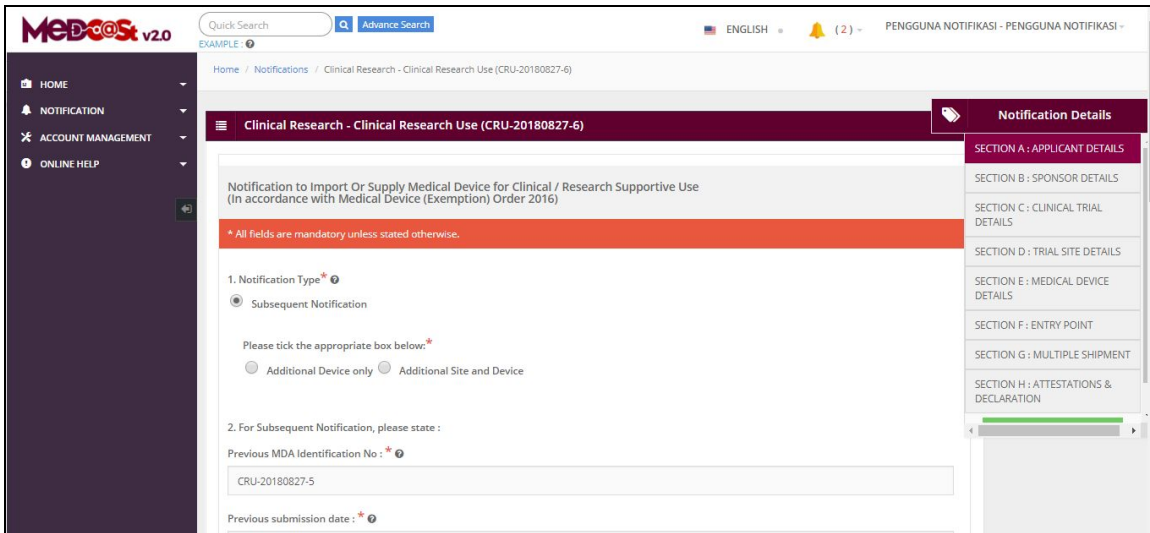 MeDC@St v2.0
Quick Search
Advance Search
ENGLISH
( 2 )
PENGGUNA NOTIFIKASI - PENGGUNA NOTIFIKASI
EXAMPLE :
HOME
NOTIFICATION
ACCOUNT MANAGEMENT
ONLINE HELP
Home / Notifications / Clinical Research - Clinical Research Use (CRU-20180827-6)
Clinical Research - Clinical Research Use (CRU-20180827-6)
Notification to Import Or Supply Medical Device for Clinical / Research Supportive Use
(In accordance with Medical Device (Exemption) Order 2016)
* All fields are mandatory unless stated otherwise.
1. Notification Type*
Subsequent Notification
Please tick the appropriate box below:*
Additional Device only Additional Site and Device
2. For Subsequent Notification, please state :
Previous MDA Identification No : *
CRU-20180827-5
Previous submission date : *
Notification Details
SECTION A : APPLICANT DETAILS
SECTION B : SPONSOR DETAILS
SECTION C : CLINICAL TRIAL
DETAILS
SECTION D : TRIAL SITE DETAILS
SECTION E : MEDICAL DEVICE
DETAILS
SECTION F : ENTRY POINT
SECTION G : MULTIPLE SHIPMENT
SECTION H : ATTESTATIONS &
DECLARATION